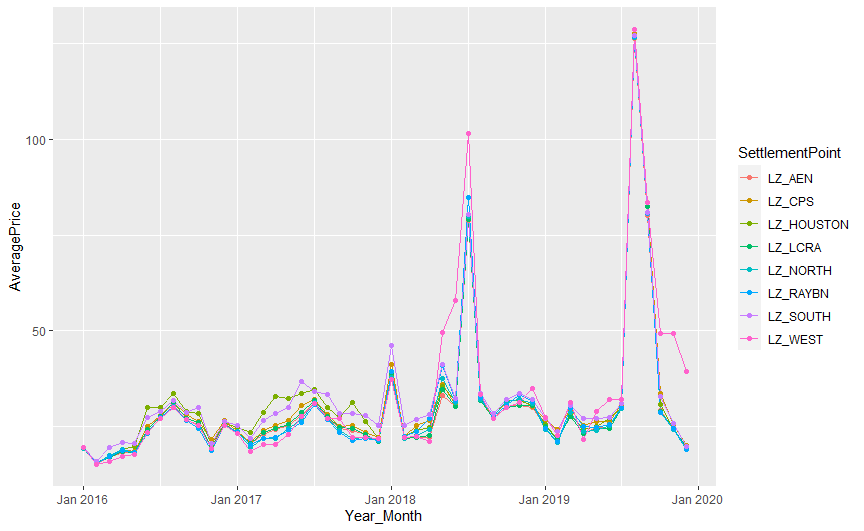 AveragePrice
100
50
Jan 2016
Jan 2017
Jan 2018
Jan 2019
Jan 2020
Year_Month
SettlementPoint
LZ_AEN
LZ_CPS
LZ_HOUSTON
LZ_LCRA
LZ_NORTH
LZ_RAYBN
LZ_SOUTH
LZ_WEST